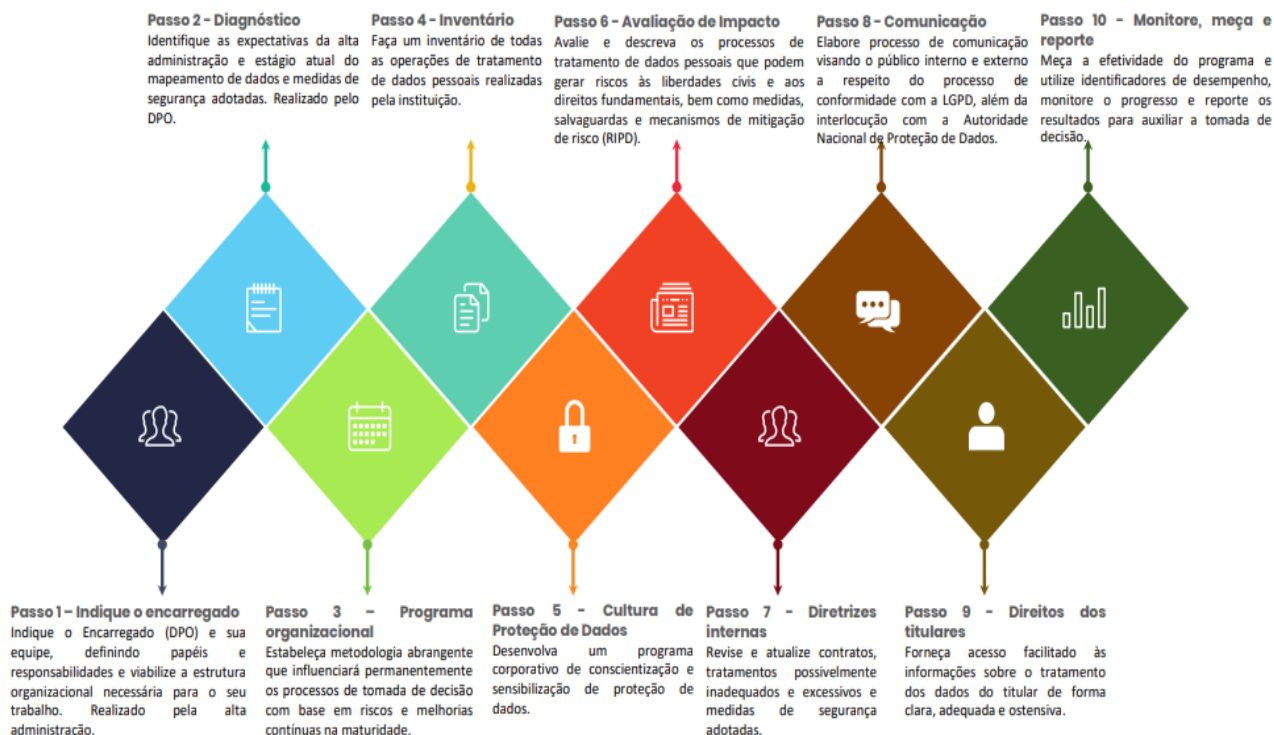 Passo 2 - Diagnóstico
Identifique as expectativas da alta
administração e estágio atual do
mapeamento de dados e medidas de
segurança adotadas. Realizado pelo
DPO.
Passo 4 - Inventário
Faça um inventário de todas
as operações de tratamento
de dados pessoais realizadas
pela instituição.
Passo 6 - Avaliação de Impacto
Avalie e descreva os processos de
tratamento de dados pessoais que podem
gerar riscos às liberdades civis e aos
direitos fundamentais, bem como medidas,
salvaguardas e mecanismos de mitigação
de risco (RIPD).
Passo 8 - Comunicação
Elabore processo de comunicação
visando o público interno e externo
a respeito do processo de
conformidade com a LGPD, além da
interlocução com a Autoridade
Nacional de Proteção de Dados.
Passo 10 - Monitore, meça e
reporte
Meça a efetividade do programa e
utilize identificadores de desempenho,
monitore o progresso e reporte os
resultados para auxiliar a tomada de
decisão.
Passo 1 – Indique o encarregado
Indique o Encarregado (DPO) e sua
equipe, definindo papéis e
responsabilidades e viabilize a estrutura
organizacional necessária para o seu
trabalho. Realizado pela alta
administração.
Passo 3 – Programa
organizacional
Estabeleça metodologia abrangente
que influenciará permanentemente
os processos de tomada de decisão
com base em riscos e melhorias
contínuas na maturidade.
Passo 5 - Cultura de
Proteção de Dados
Desenvolva um programa
corporativo de conscientização e
sensibilização de proteção de
dados.
Passo 7 - Diretrizes
internas
Revise e atualize contratos,
tratamentos possivelmente
inadequados e excessivos e
medidas de segurança
adotadas.
Passo 9 - Direitos dos
titulares
Forneça acesso facilitado às
informações sobre o tratamento
dos dados do titular de forma
clara, adequada e ostensiva.